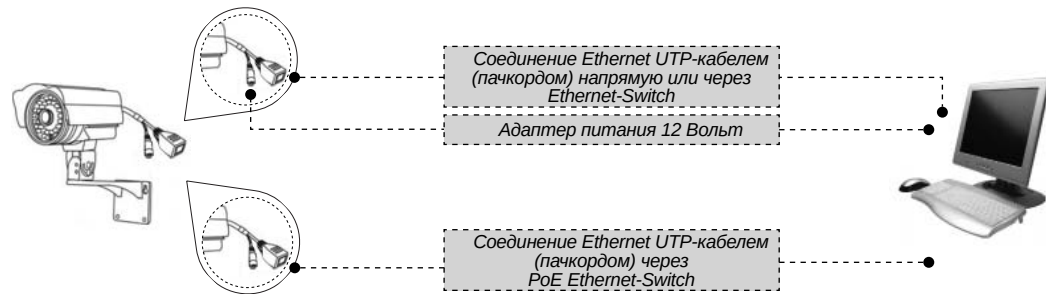 Соединение Ethernet UTP-кабелем
(пачкордом) напрямую или через
Ethernet-Switch
Адаптер питания 12 Вольт
Соединение Ethernet UTP-кабелем
(пачкордом) через
PoE Ethernet-Switch